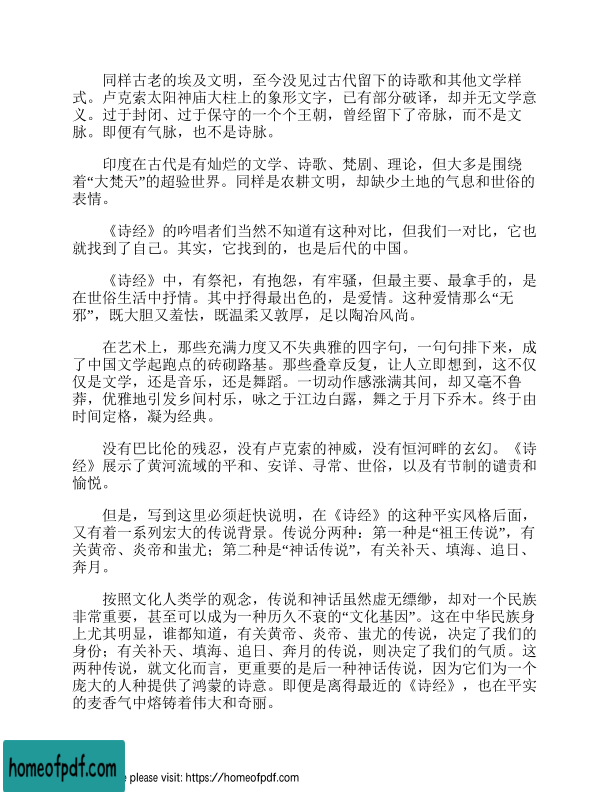 同样古老的埃及文明，至今没见过古代留下的诗歌和其他文学样
式。卢克索太阳神庙大柱上的象形文字，已有部分破译，却并无文学意
义。过于封闭、过于保守的一个个王朝，曾经留下了帝脉，而不是文
脉。即便有气脉，也不是诗脉。
印度在古代是有灿烂的文学、诗歌、梵剧、理论，但大多是围绕
着“大梵天”的超验世界。同样是农耕文明，却缺少土地的气息和世俗的
表情。
《诗经》的吟唱者们当然不知道有这种对比，但我们一对比，它也
就找到了自己。其实，它找到的，也是后代的中国。
《诗经》中，有祭祀，有抱怨，有牢骚，但最主要、最拿手的，是
在世俗生活中抒情。其中抒得最出色的，是爱情。这种爱情那么“无
邪”，既大胆又羞怯，既温柔又敦厚，足以陶冶风尚。
在艺术上，那些充满力度又不失典雅的四字句，一句句排下来，成
了中国文学起跑点的砖砌路基。那些叠章反复，让人立即想到，这不仅
仅是文学，还是音乐，还是舞蹈。一切动作感涨满其间，却又毫不鲁
莽，优雅地引发乡间村乐，咏之于江边白露，舞之于月下乔木。终于由
时间定格，凝为经典。
没有巴比伦的残忍，没有卢克索的神威，没有恒河畔的玄幻。《诗
经》展示了黄河流域的平和、安详、寻常、世俗，以及有节制的谴责和
愉悦。
但是，写到这里必须赶快说明，在《诗经》的这种平实风格后面，
又有着一系列宏大的传说背景。传说分两种：第一种是“祖王传说”，有
关黄帝、炎帝和蚩尤；第二种是“神话传说”，有关补天、填海、追日、
奔月。
按照文化人类学的观念，传说和神话虽然虚无缥缈，却对一个民族
非常重要，甚至可以成为一种历久不衰的“文化基因”。这在中华民族身
上尤其明显，谁都知道，有关黄帝、炎帝、蚩尤的传说，决定了我们的
身份；有关补天、填海、追日、奔月的传说，则决定了我们的气质。这
两种传说，就文化而言，更重要的是后一种神话传说，因为它们为一个
庞大的人种提供了鸿蒙的诗意。即便是离得最近的《诗经》，也在平实
的麦香气中熔铸着伟大和奇丽。
homeofpdf.com
e please visit: https://homeofpdf.com